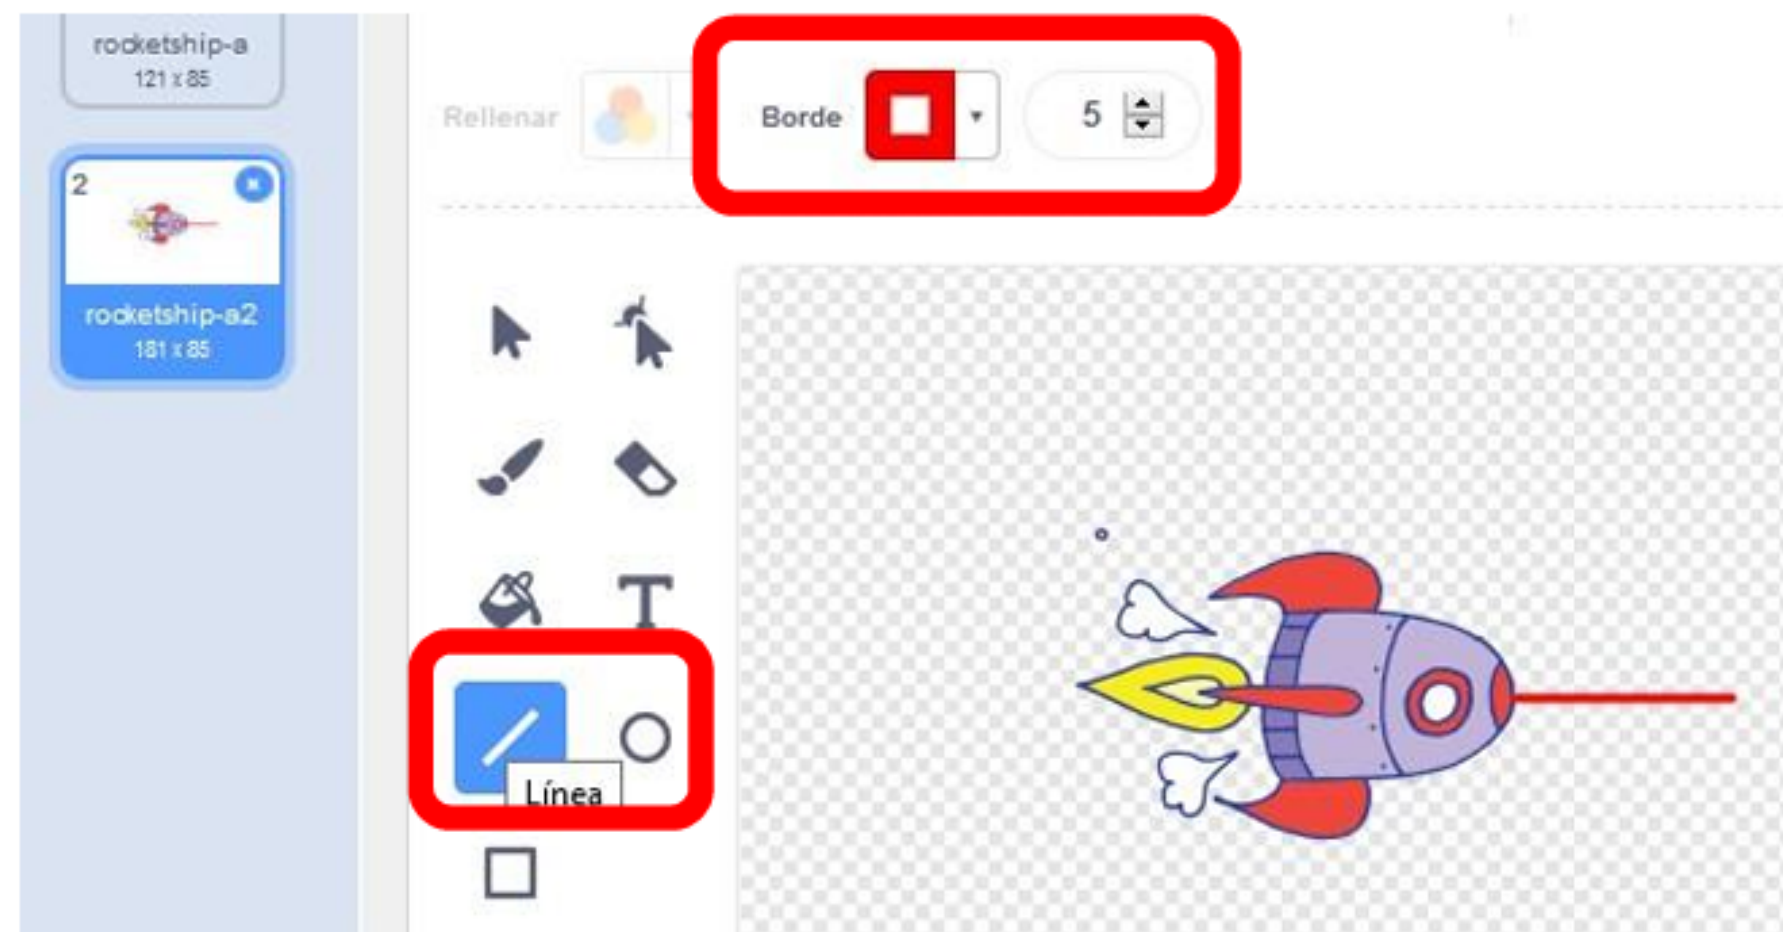 rocketship-a
121 x 85
Rellenar
Borde
5
2
rocketship-a2
181 x 85
T
Línea